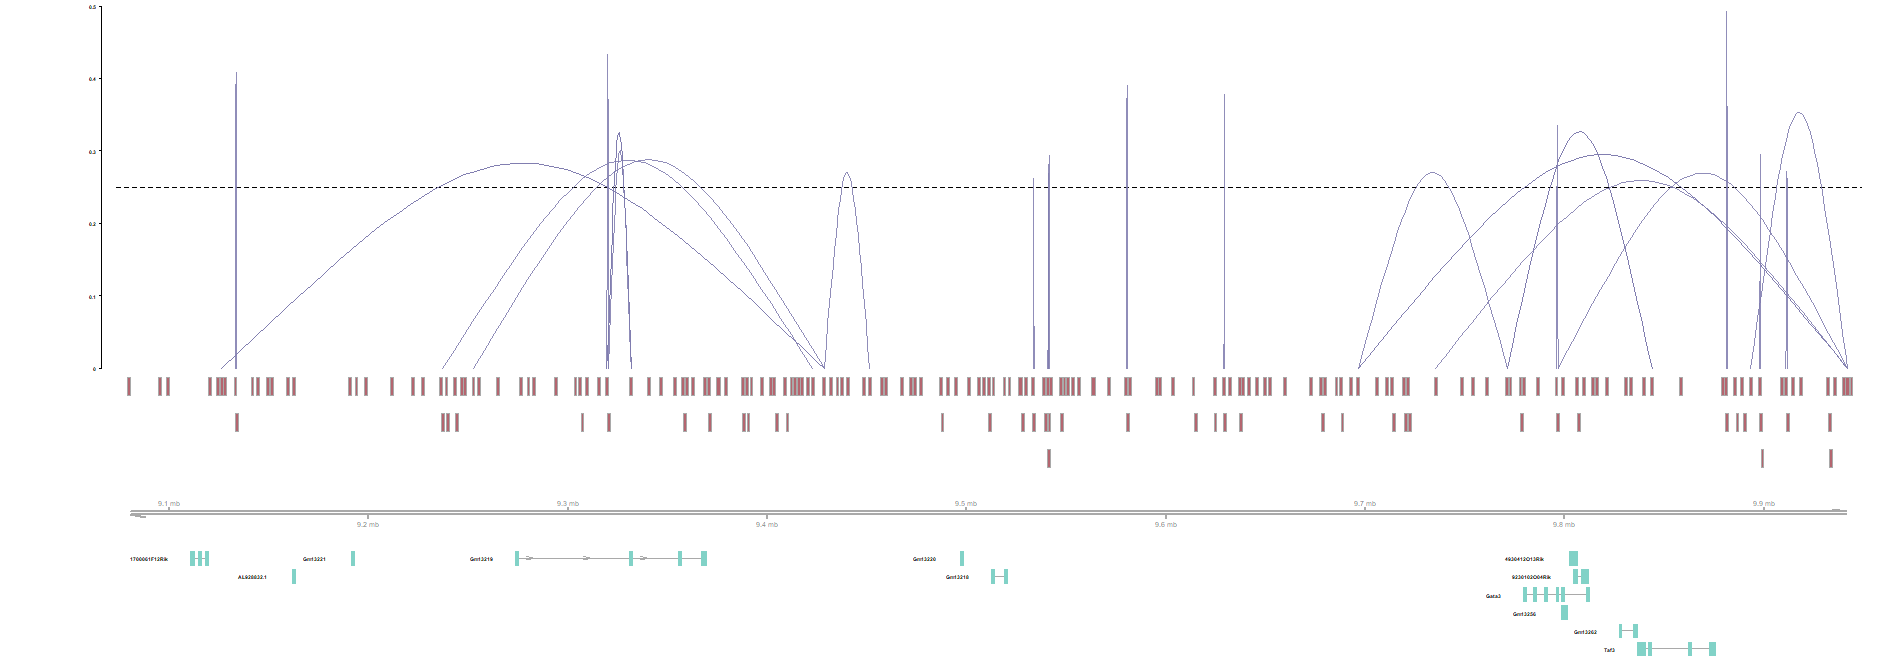 0.5
0.4
0.3
0.2
0.1
0
9.1 mb
9.3 mb
9.5 mb
9.7 mb
9.9 mb
9.2 mb
9.4 mb
9.6 mb
9.8 mb
1700061F12Rik
Gm13221
Gm13219
Gm13220
4930412O13Rik
AL928832.1
Gm13218
9230102O04Rik
Gata3
Gm13256
Gm13262
Taf3